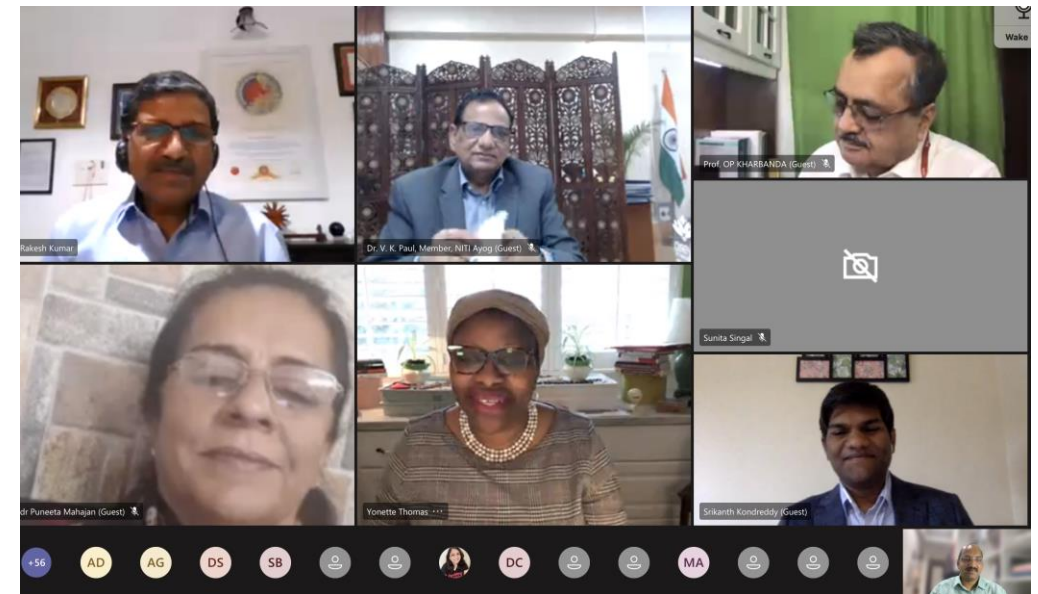 Wake
Rakesh Kumar
Dr. V. K. Paul, Member, NITI Ayog (Guest)
Prof. OP KHARBANDA (Guest)
Sunita Singal
dr Puneeta Mahajan (Guest)
Yonette Thomas ...
Srikanth Kondreddy (Guest)
+56
AD
AG
DS
SB
DC
MA